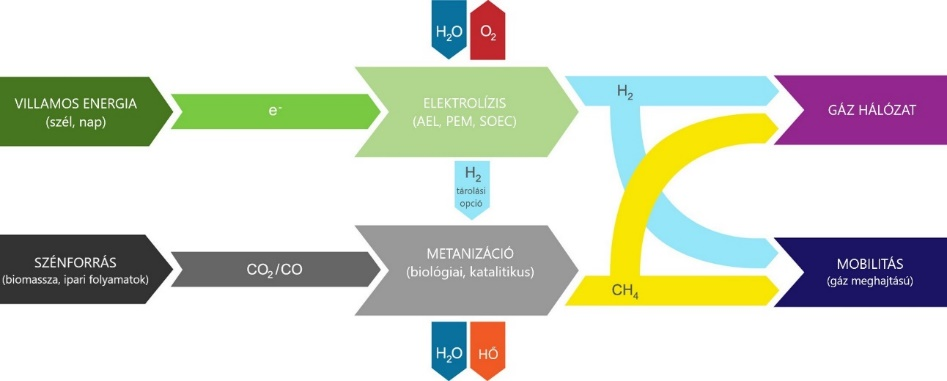 H₂O
O₂
VILLAMOS ENERGIA
(szél, nap)
e⁻
ELEKTROLÍZIS
(AEL, PEM, SOEC)
H₂
GÁZ HÁLÓZAT
H₂
tárolási
opció
SZÉNFORRÁS
(biomassza, ipari folyamatok)
CO₂/CO
METANIZÁCIÓ
(biológiai, katalitikus)
CH₄
MOBILITÁS
(gáz meghajtású)
H₂O
HŐ